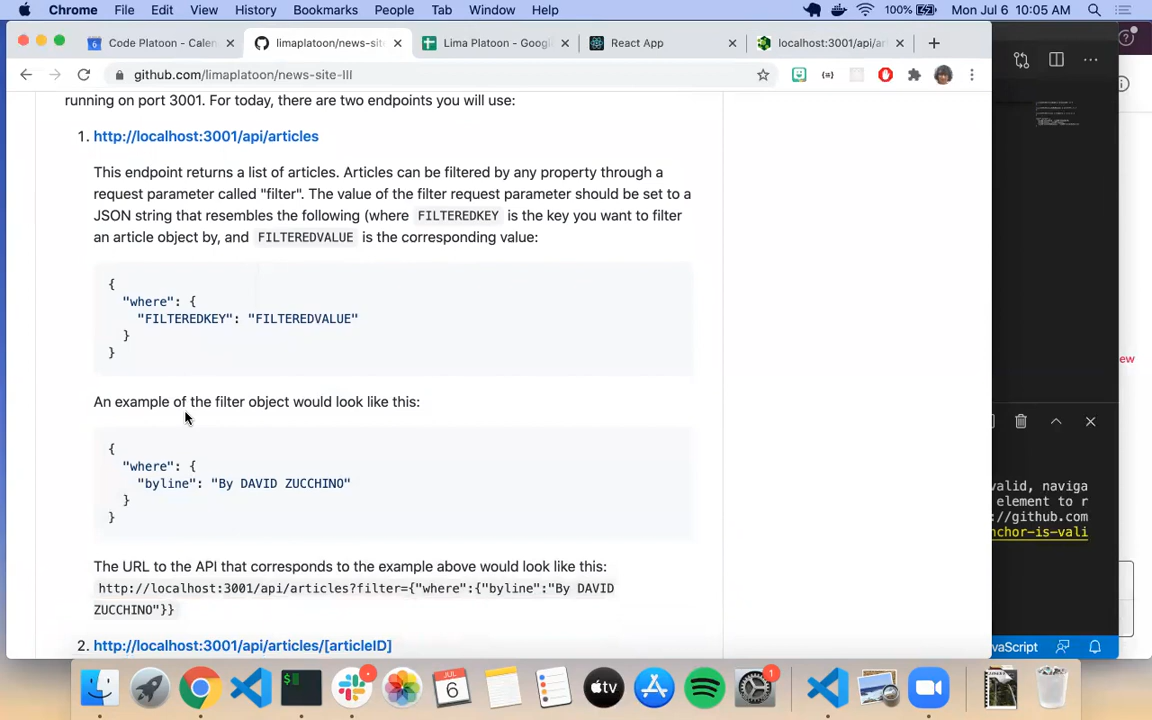 Chrome File Edit View History Bookmarks People Tab Window Help 100% Mon Jul 6 10:05 AM
6 Code Platoon - Calen
limaplatoon/news-sit
Lima Platoon - Googl
React App
localhost:3001/api/ar
github.com/limaplatoon/news-site-III
running on port 3001. For today, there are two endpoints you will use:
1. http://localhost:3001/api/articles
This endpoint returns a list of articles. Articles can be filtered by any property through a
request parameter called "filter". The value of the filter request parameter should be set to a
JSON string that resembles the following (where FILTEREDKEY is the key you want to filter
an article object by, and FILTEREDVALUE is the corresponding value:
{
"where": {
"FILTEREDKEY": "FILTEREDVALUE"
}
}
An example of the filter object would look like this:
{
"where": {
"byline": "By DAVID ZUCCHINO"
}
}
The URL to the API that corresponds to the example above would look like this:
http://localhost:3001/api/articles?filter={"where":{"byline":"By DAVID
ZUCCHINO"}}
2. http://localhost:3001/api/articles/[articleID]
ew
valid, naviga
element to r
://github.com
nchor-is-vali
JavaScript
JUL
6
tv
1